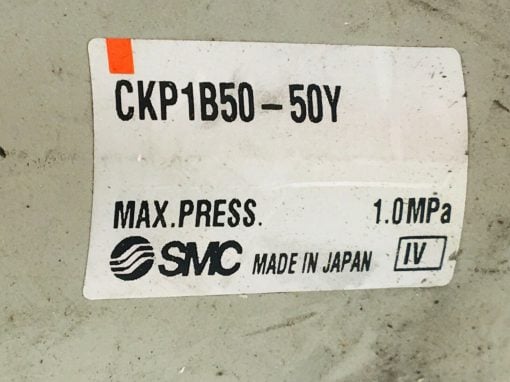 CKP1B50-50Y
MAX.PRESS. 1.0MPa
SMC MADE IN JAPAN IV